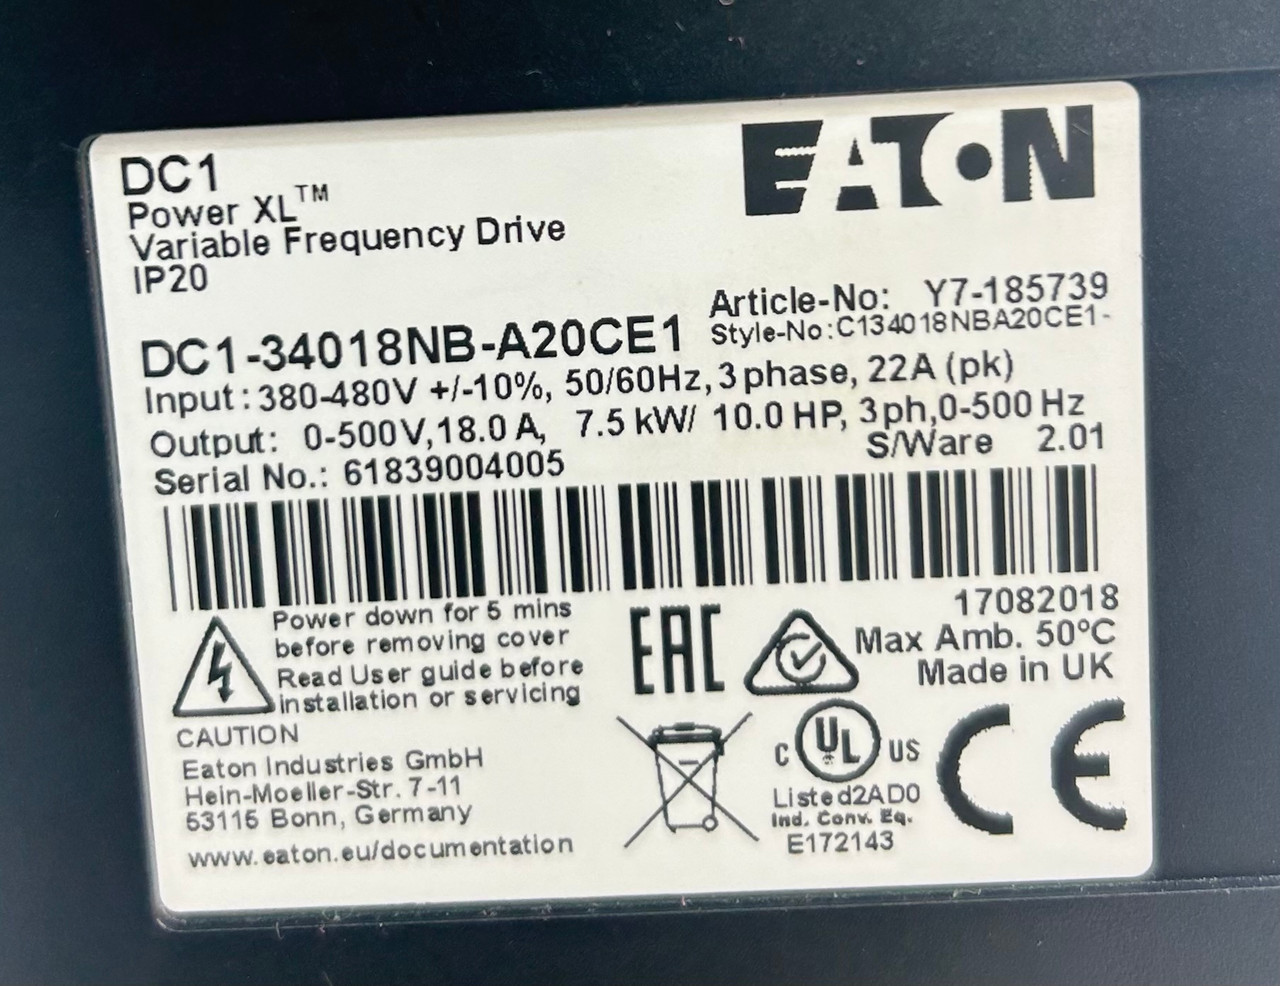 DC1
Power XL™
Variable Frequency Drive
IP20
EATON
DC1-34018NB-A20CE1
Article-No: Y7-185739
Style-No:C134018NBA20CE1-
Input: 380-480V +/-10%, 50/60Hz, 3 phase, 22A (pk)
Output: 0-500V, 18.0 A, 7.5 kW/ 10.0 HP, 3ph,0-500 Hz
Serial No.: 61839004005
S/Ware 2.01
Power down for 5 mins
before removing cover
Read User guide before
installation or servicing
CAUTION
EAC
17082018
Max Amb. 50°C
Made in UK
Eaton Industries GmbH
Hein-Moeller-Str. 7-11
53115 Bonn, Germany
www.eaton.eu/documentation
C UL US
Listed2AD0
Ind. Conv. Eq.
E172143
CE